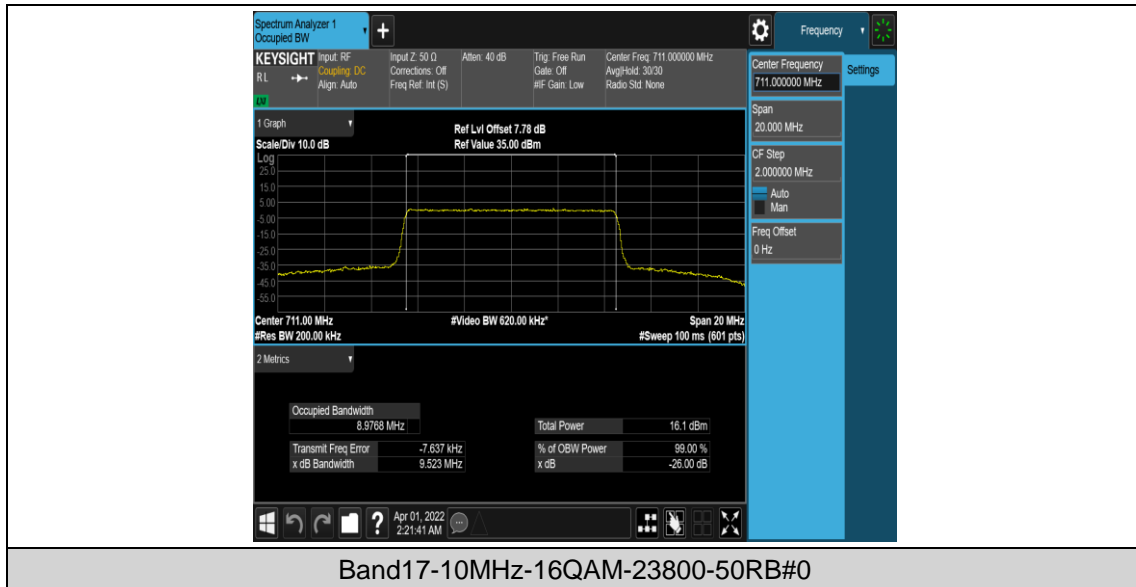 Spectrum Analyzer 1
Occupied BW
+
Frequency
KEYSIGHT
RL
LXI
Input: RF
Coupling: DC
Align: Auto
Input Z: 50 Ω
Corrections: Off
Freq Ref: Int (S)
Atten: 40 dB
Trig: Free Run
Gate: Off
#IF Gain: Low
Center Freq: 711.000000 MHz
Avg|Hold: 30/30
Radio Std: None
Center Frequency
711.000000 MHz
Settings
Span
20.000 MHz
CF Step
2.000000 MHz
Auto
Man
Freq Offset
0 Hz
1 Graph
Scale/Div 10.0 dB
Ref Lvl Offset 7.78 dB
Ref Value 35.00 dBm
Log
25.0
15.0
5.00
-5.00
-15.0
-25.0
-35.0
-45.0
-55.0
Center 711.00 MHz
#Video BW 620.00 kHz*
Span 20 MHz
#Res BW 200.00 kHz
#Sweep 100 ms (601 pts)
2 Metrics
Occupied Bandwidth
8.9768 MHz
Total Power 16.1 dBm
Transmit Freq Error -7.637 kHz
% of OBW Power 99.00 %
x dB Bandwidth 9.523 MHz
x dB -26.00 dB
?
Apr 01, 2022
2:21:41 AM
Band17-10MHz-16QAM-23800-50RB#0